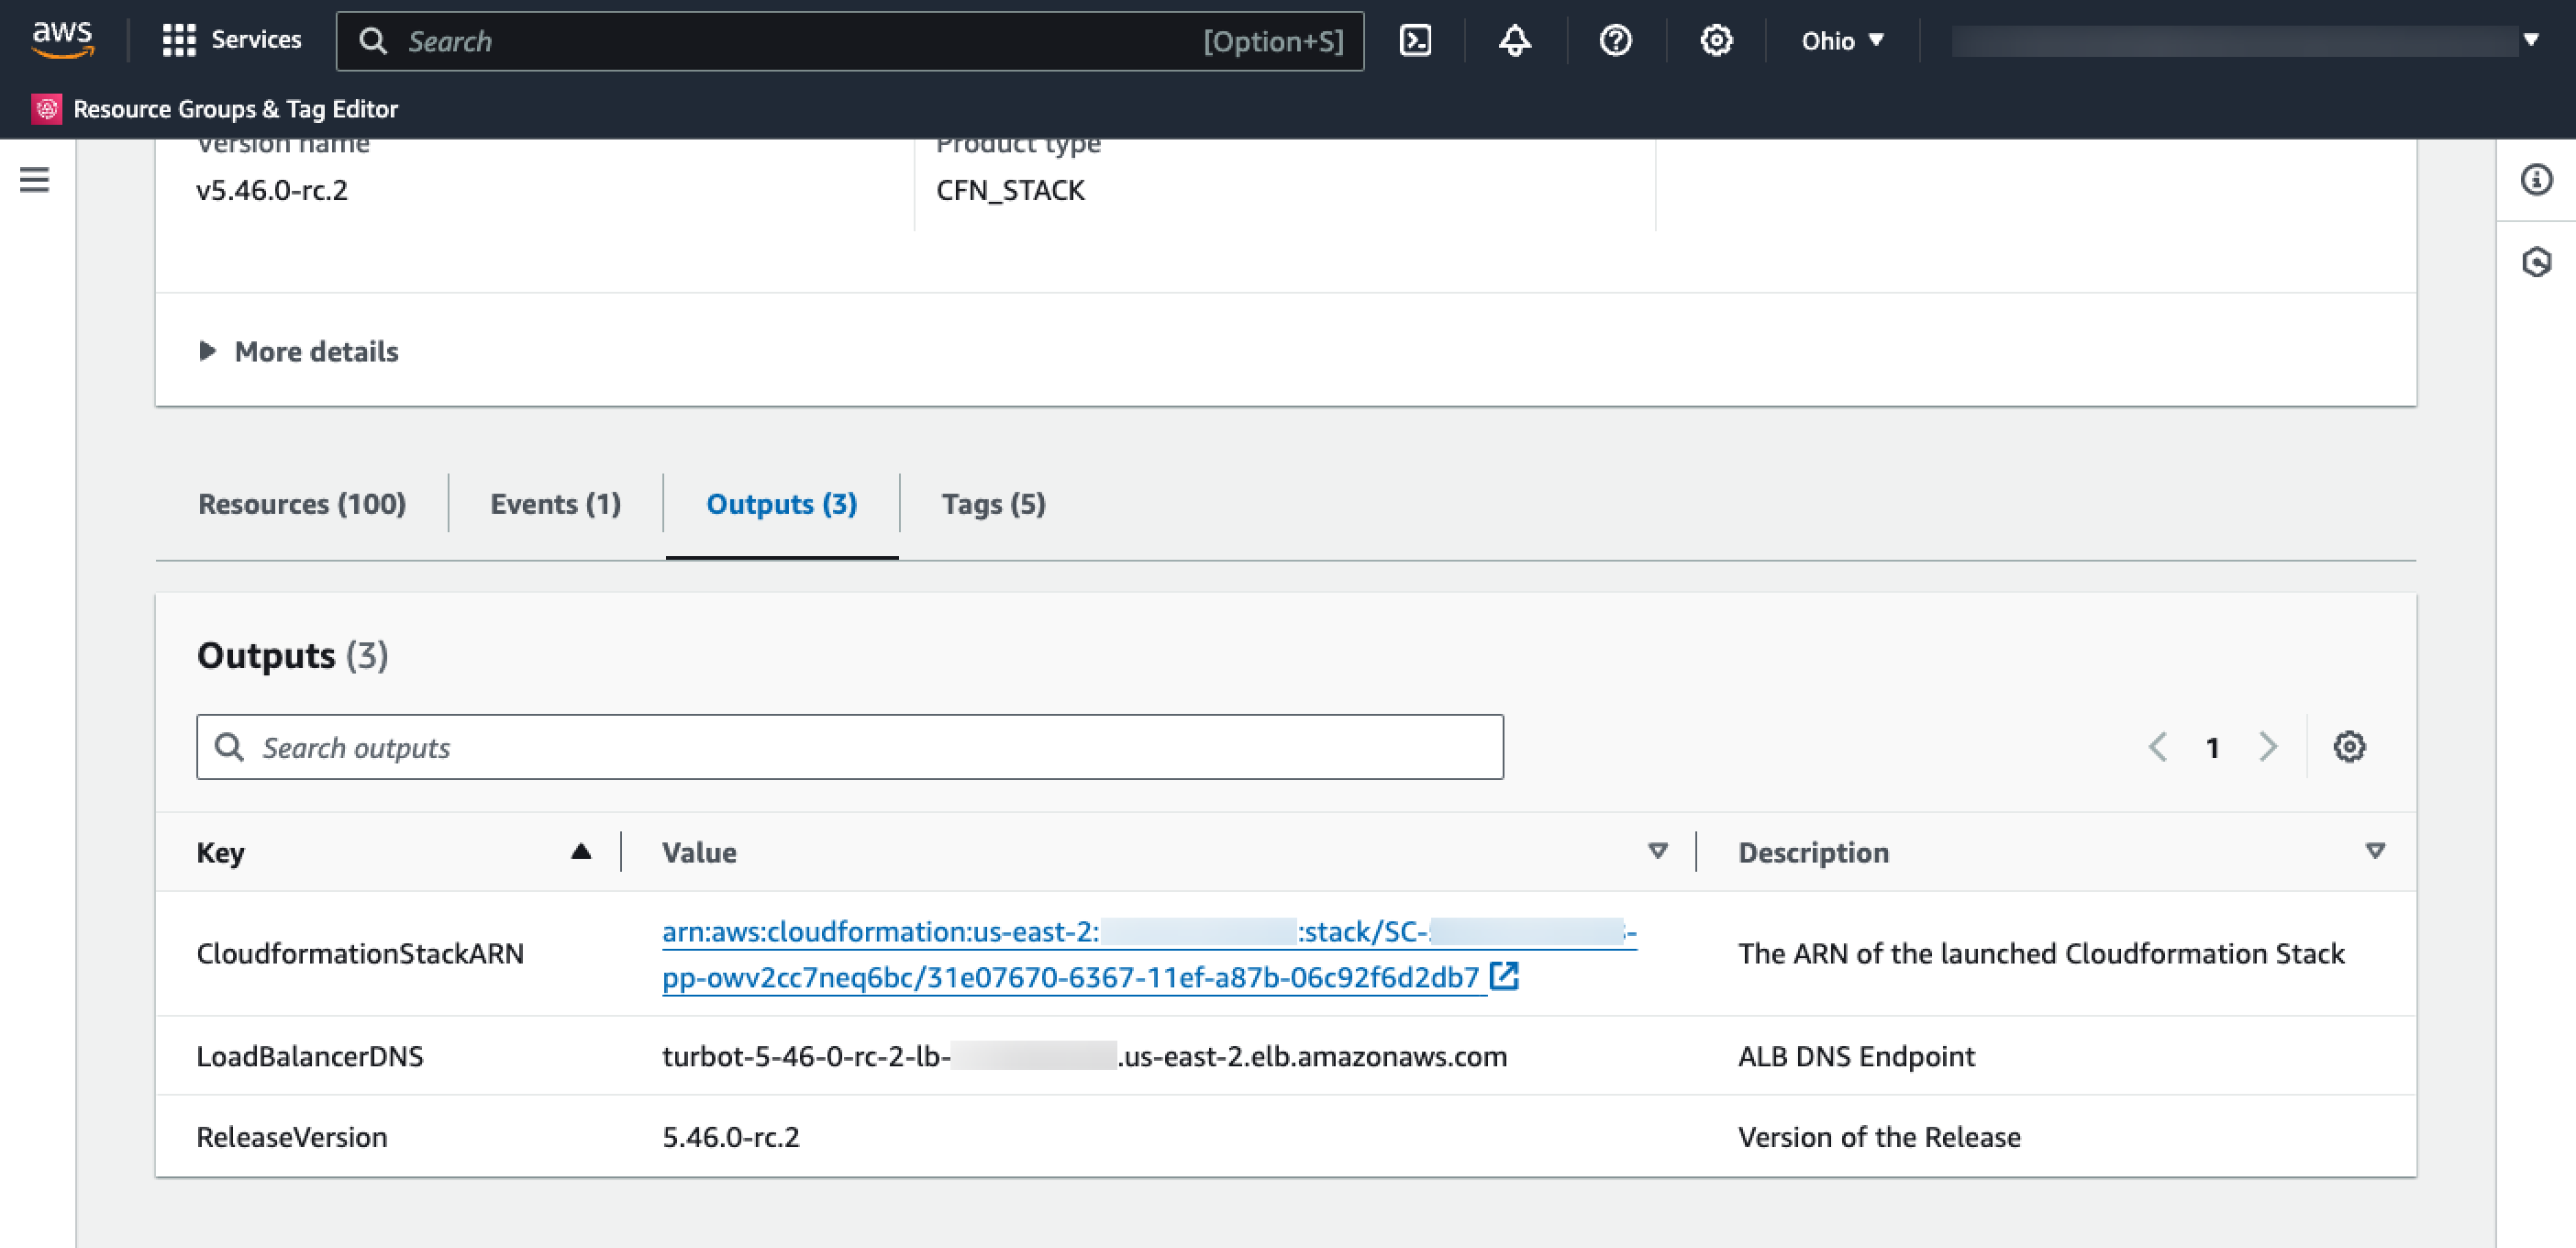 aws Services Search [Option+S] Ohio
Resource Groups & Tag Editor
Version name Product type
v5.46.0-rc.2 CFN_STACK
More details
Resources (100) Events (1) Outputs (3) Tags (5)
Outputs (3)
Search outputs 1
Key Value Description
CloudformationStackARN arn:aws:cloudformation:us-east-2: :stack/SC- - The ARN of the launched Cloudformation Stack
pp-owv2cc7neq6bc/31e07670-6367-11ef-a87b-06c92f6d2db7
LoadBalancerDNS turbot-5-46-0-rc-2-lb- .us-east-2.elb.amazonaws.com ALB DNS Endpoint
ReleaseVersion 5.46.0-rc.2 Version of the Release